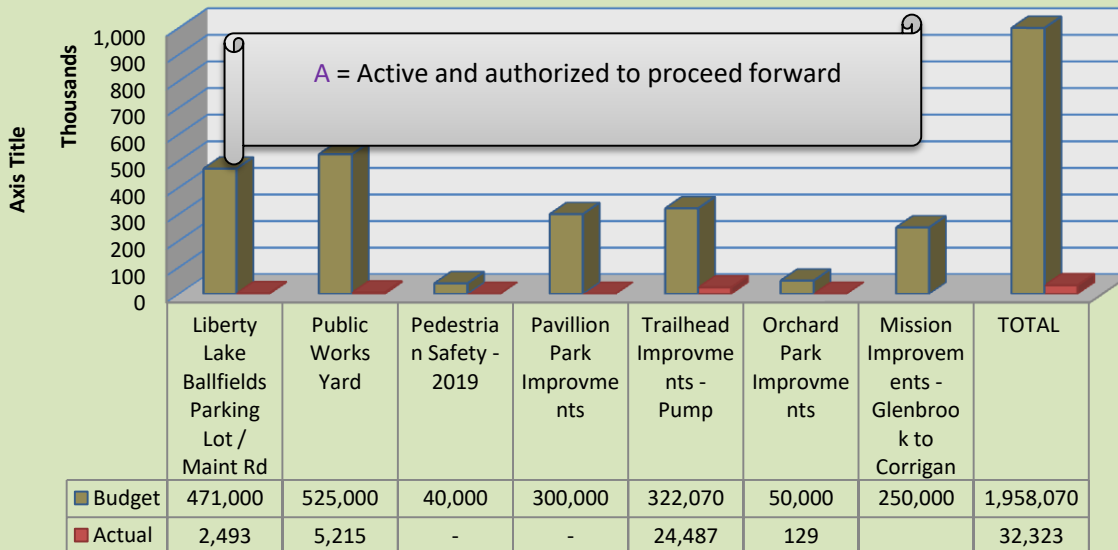 A = Active and authorized to proceed forward
Axis Title
Thousands
1,000
900
800
700
600
500
400
300
200
100
0
Liberty
Lake
Ballfields
Parking
Lot /
Maint Rd
Public
Works
Yard
Pedestria
n Safety -
2019
Pavillion
Park
Improvme
nts
Trailhead
Improvme
nts -
Pump
Orchard
Park
Improvme
nts
Mission
Improvem
ents -
Glenbroo
k to
Corrigan
TOTAL
Budget 471,000 525,000 40,000 300,000 322,070 50,000 250,000 1,958,070
Actual 2,493 5,215 - - 24,487 129 32,323